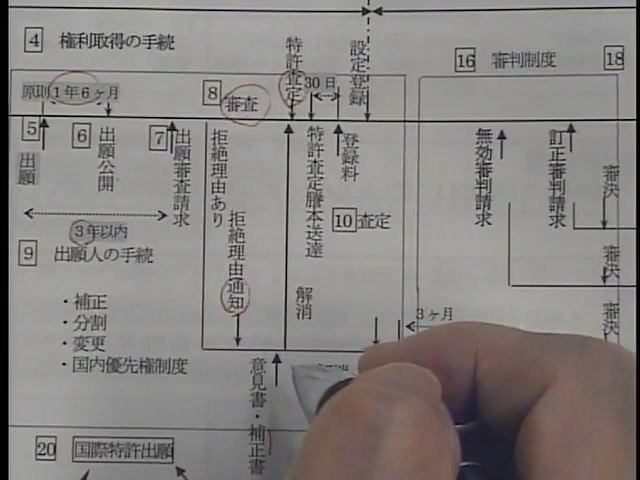 4 権利取得の手続
特許査定
設定登録
16 審判制度
18
原則1年6ヶ月
8 審査
30日
5 出願
6 出願公開
7 出願審査請求
拒絶理由あり
拒絶理由通知
特許査定謄本送達
登録料
10 査定
無効審判請求
訂正審判請求
審決
審決
審決
3年以内
9 出願人の手続
・補正
・分割
・変更
・国内優先権制度
解消
3ヶ月
意見書・補正書
20 国際特許出願